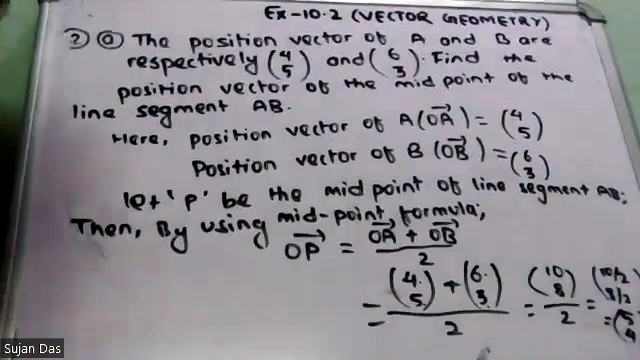 Ex-10.2 (VECTOR GEOMETRY)
2 a The position vector of A and B are
respectively (4 5) and (6 3). Find the
position vector of the mid point of the
line segment AB.
Here, position vector of A(OA) = (4 5)
Position vector of B (OB) = (6 3)
let 'P' be the mid point of line segment AB;
Then, By using mid-point formula;
OP = OA + OB / 2
= (4 5) + (6 3) / 2 = (10 8) / 2 = (10/2 8/2)
= (5 4
Sujan Das